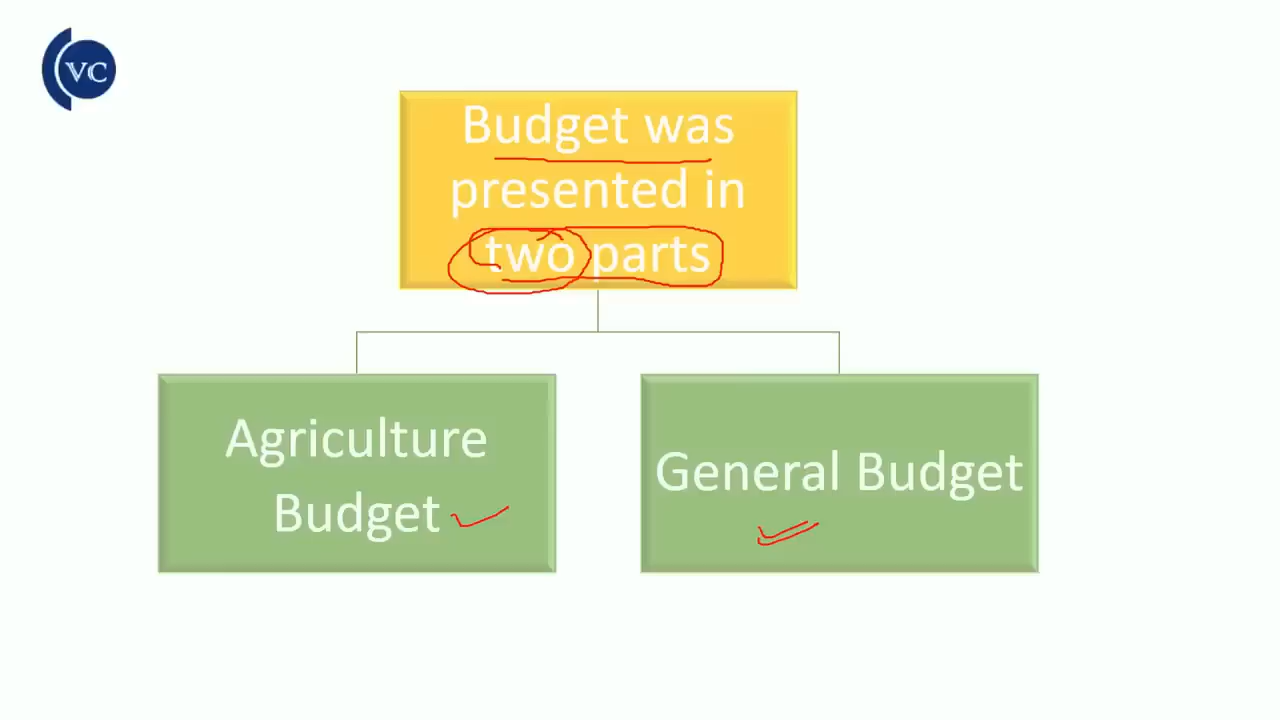 VC
Budget was
presented in
two parts
Agriculture
Budget
General Budget